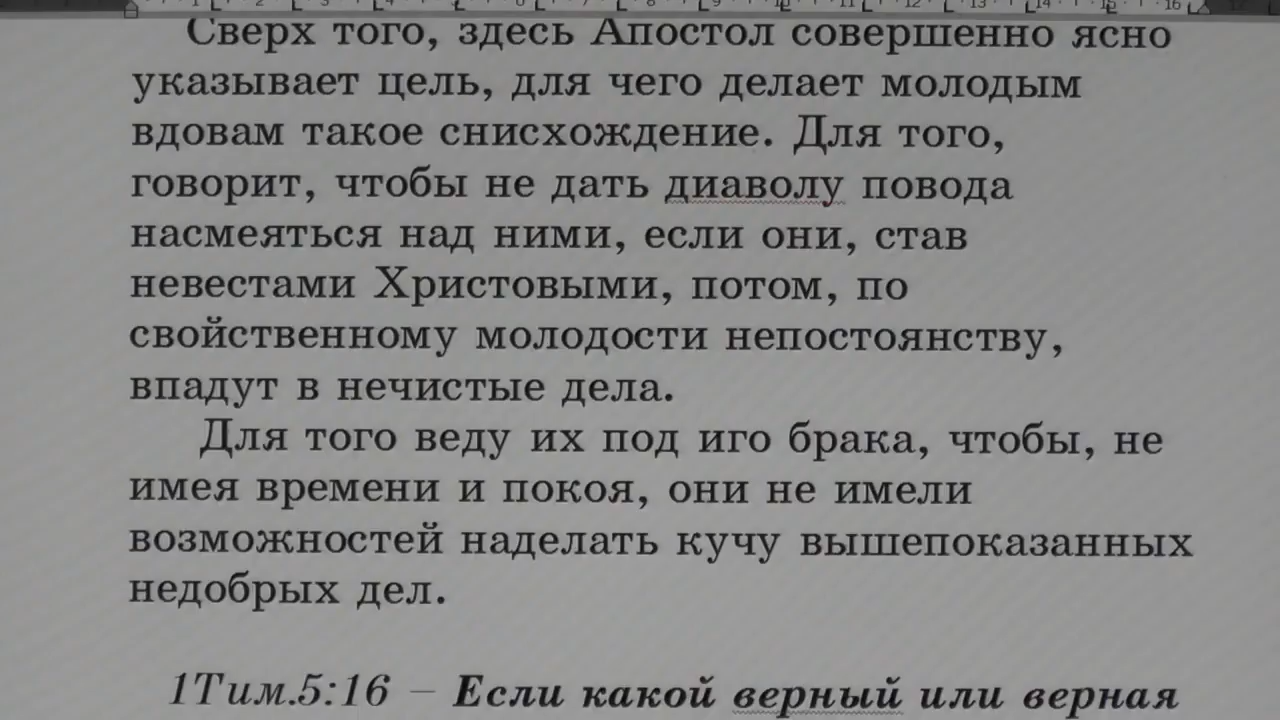 Сверх того, здесь Апостол совершенно ясно
указывает цель, для чего делает молодым
вдовам такое снисхождение. Для того,
говорит, чтобы не дать диаволу повода
насмеяться над ними, если они, став
невестами Христовыми, потом, по
свойственному молодости непостоянству,
впадут в нечистые дела.
Для того веду их под иго брака, чтобы, не
имея времени и покоя, они не имели
возможностей наделать кучу вышепоказанных
недобрых дел.
1Тим.5:16 – Если какой верный или верная